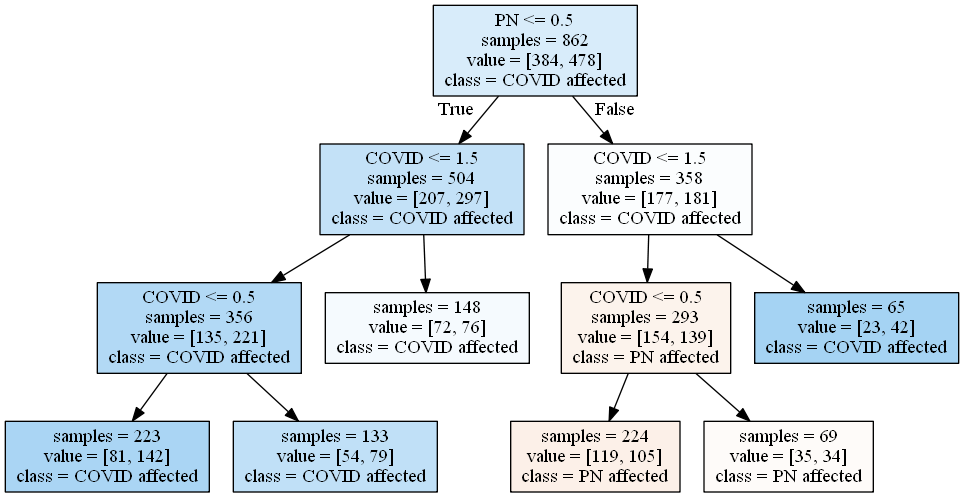 PN <= 0.5
samples = 862
value = [384, 478]
class = COVID affected
True
False
COVID <= 1.5
samples = 504
value = [207, 297]
class = COVID affected
COVID <= 1.5
samples = 358
value = [177, 181]
class = COVID affected
COVID <= 0.5
samples = 356
value = [135, 221]
class = COVID affected
samples = 148
value = [72, 76]
class = COVID affected
COVID <= 0.5
samples = 293
value = [154, 139]
class = PN affected
samples = 65
value = [23, 42]
class = COVID affected
samples = 223
value = [81, 142]
class = COVID affected
samples = 133
value = [54, 79]
class = COVID affected
samples = 224
value = [119, 105]
class = PN affected
samples = 69
value = [35, 34]
class = PN affected